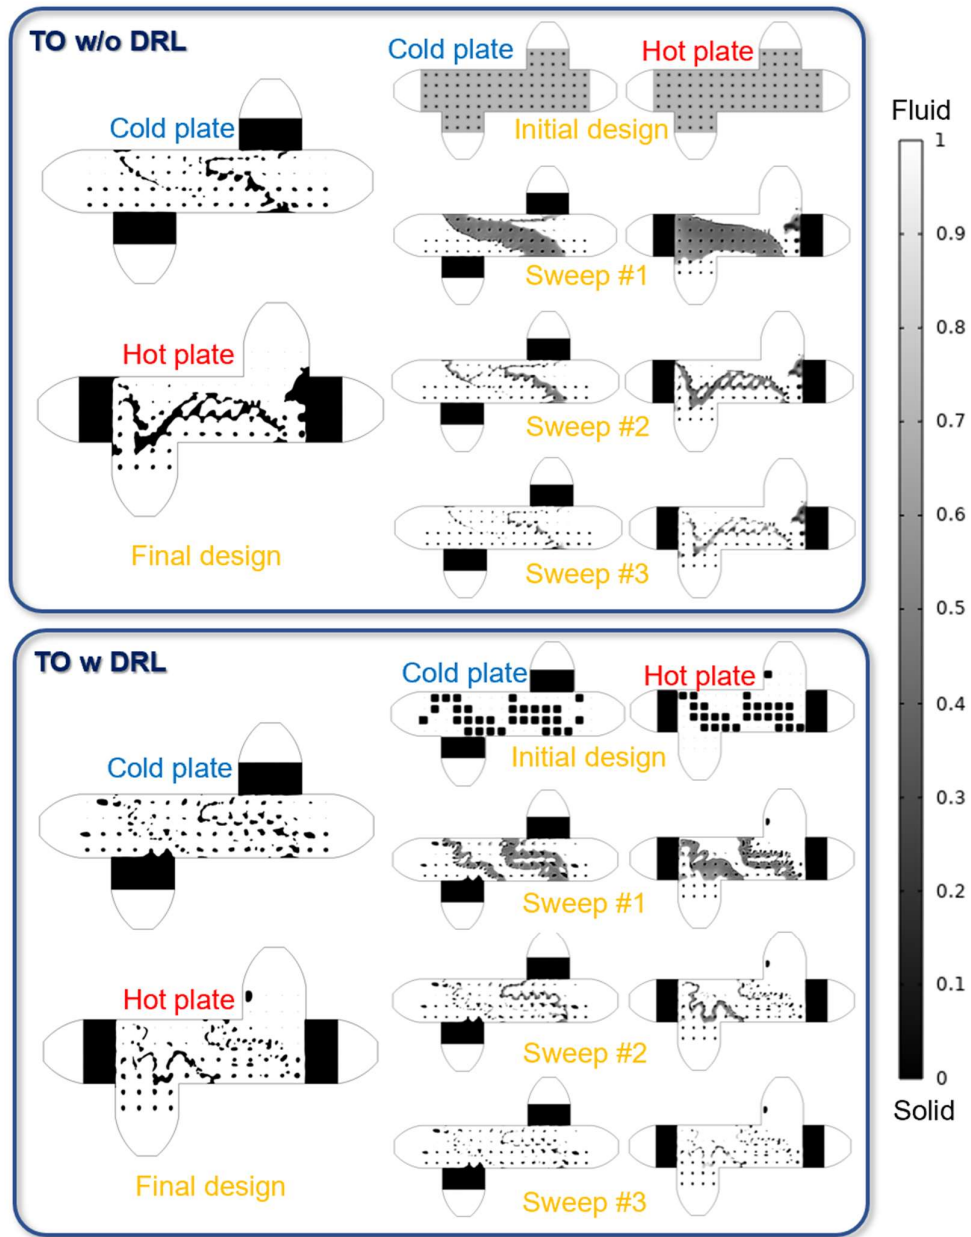 TO w/o DRL
Cold plate
Hot plate
Initial design
Cold plate
Sweep #1
Hot plate
Sweep #2
Final design
Sweep #3
TO w DRL
Cold plate
Hot plate
Initial design
Cold plate
Sweep #1
Hot plate
Sweep #2
Final design
Sweep #3
Fluid
1
0.9
0.8
0.7
0.6
0.5
0.4
0.3
0.2
0.1
0
Solid